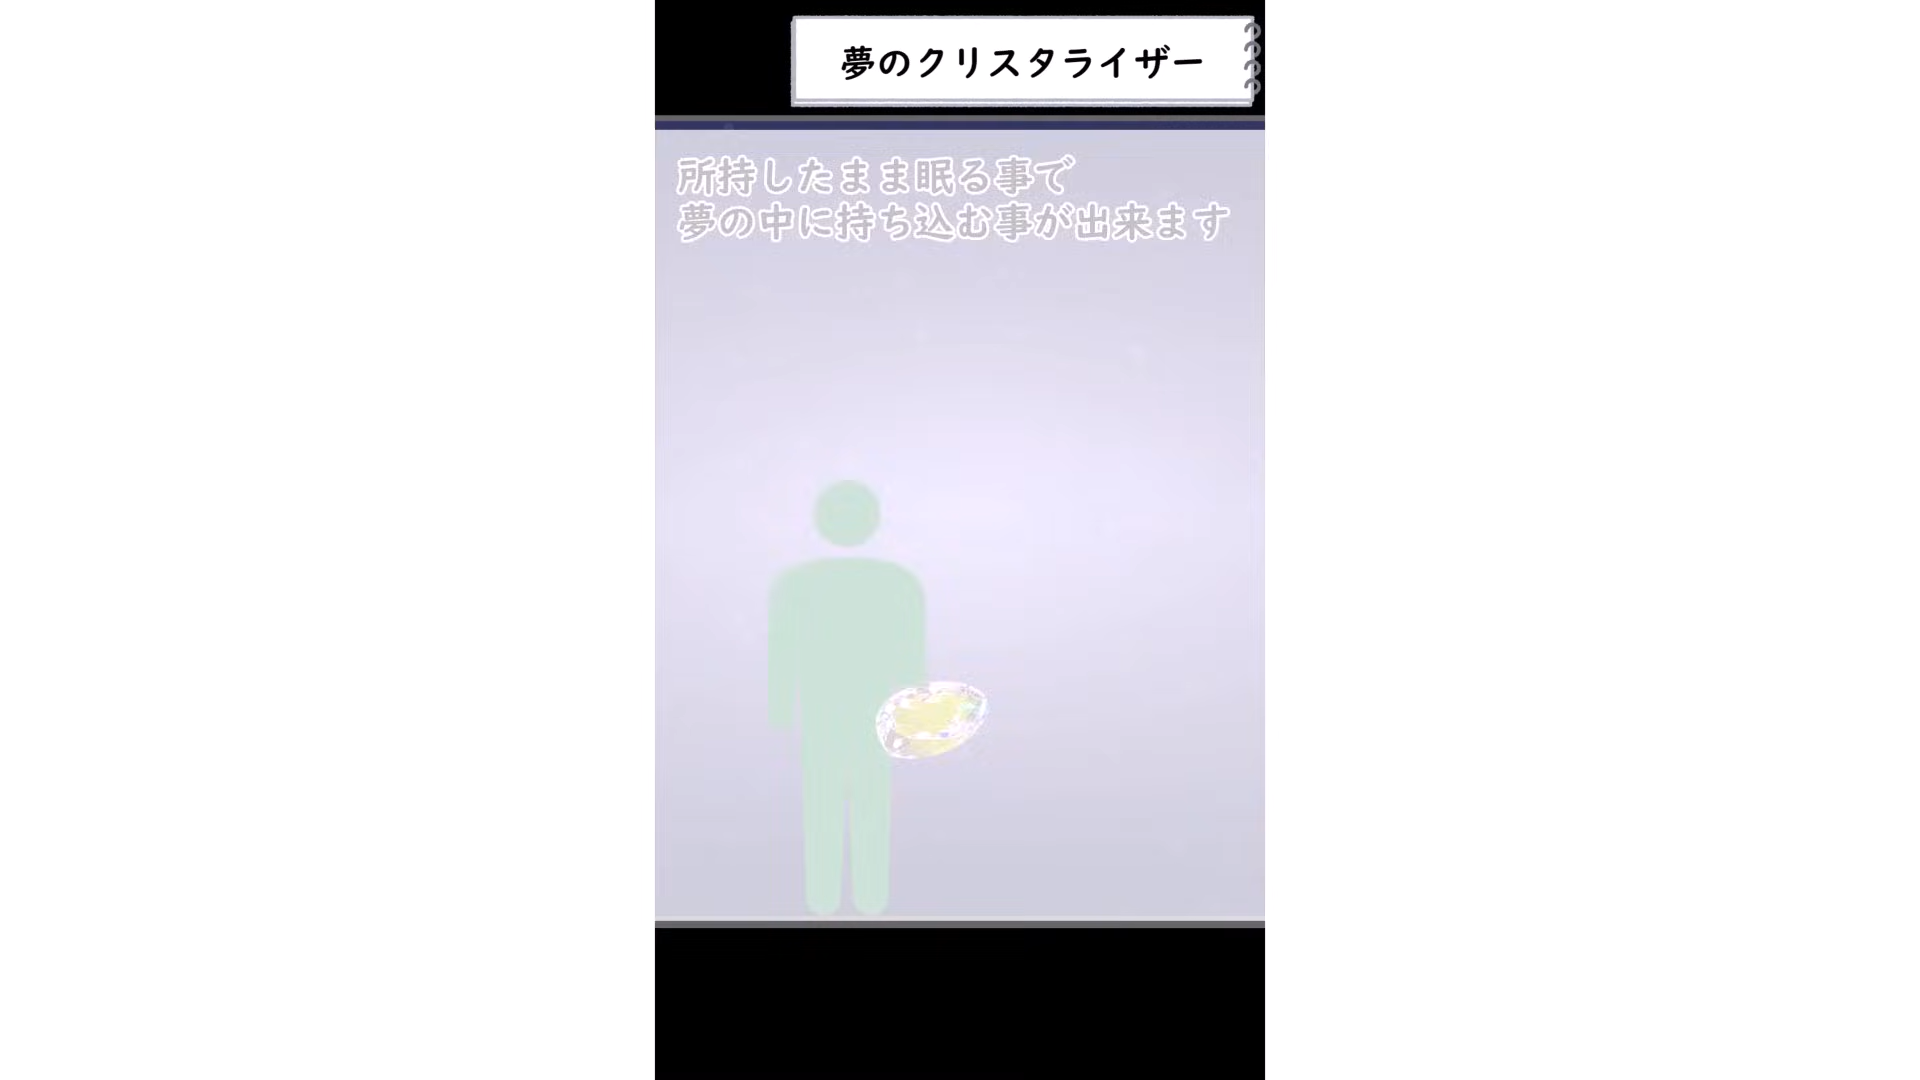 夢のクリスタライザー
所持したまま眠る事で
夢の中に持ち込む事が出来ます